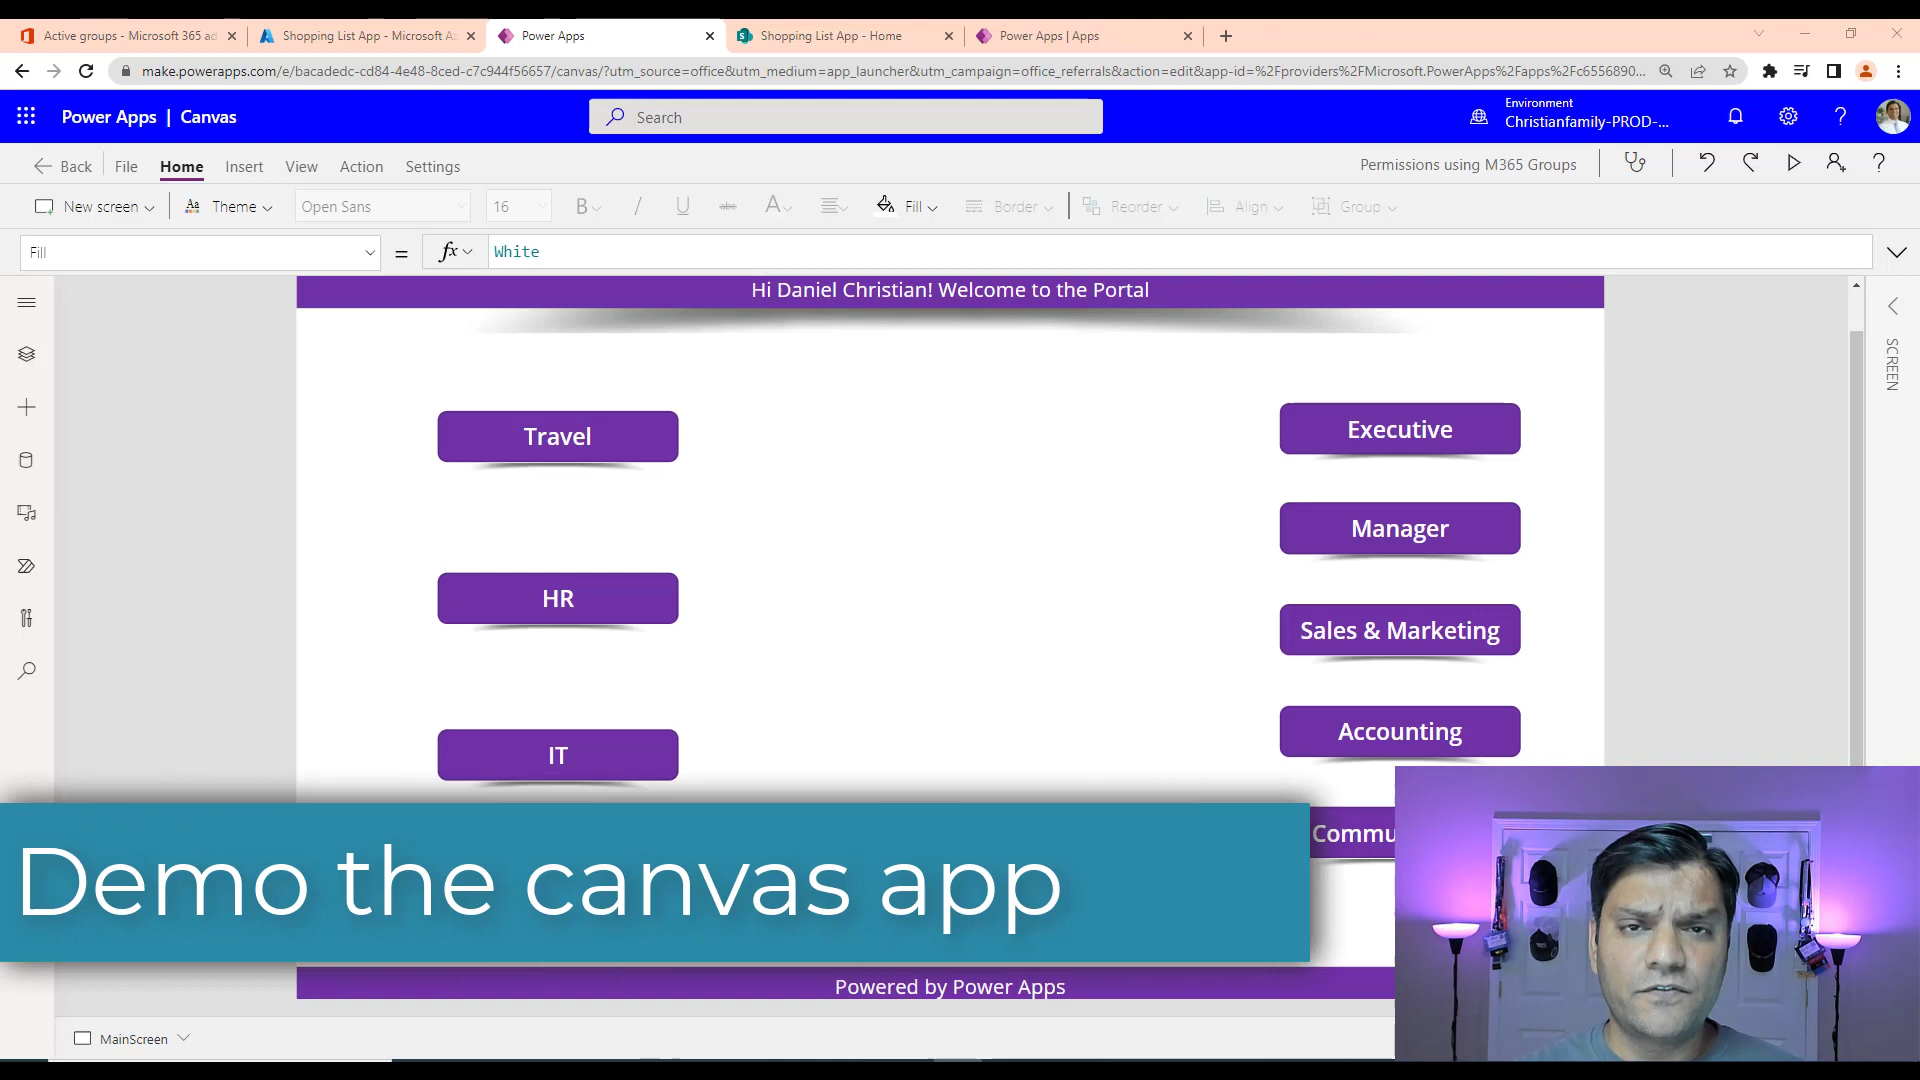 Active groups - Microsoft 365 ad
Shopping List App - Microsoft Az
Power Apps
Shopping List App - Home
Power Apps | Apps
make.powerapps.com/e/bacadedc-cd84-4e48-8ced-c7c944f56657/canvas/?utm_source=office&utm_medium=app_launcher&utm_campaign=office_referrals&action=edit&app-id=%2Fproviders%2FMicrosoft.PowerApps%2Fapps%2Fc6556890...
Power Apps | Canvas
Search
Environment
Christianfamily-PROD-...
Back
File
Home
Insert
View
Action
Settings
Permissions using M365 Groups
New screen
Theme
Open Sans
16
B
I
U
abc
A
Fill
Border
Reorder
Align
Group
Fill
=
fx
White
Hi Daniel Christian! Welcome to the Portal
SCREEN
Travel
Executive
Manager
HR
Sales & Marketing
Accounting
IT
Commu
Demo the canvas app
Powered by Power Apps
MainScreen